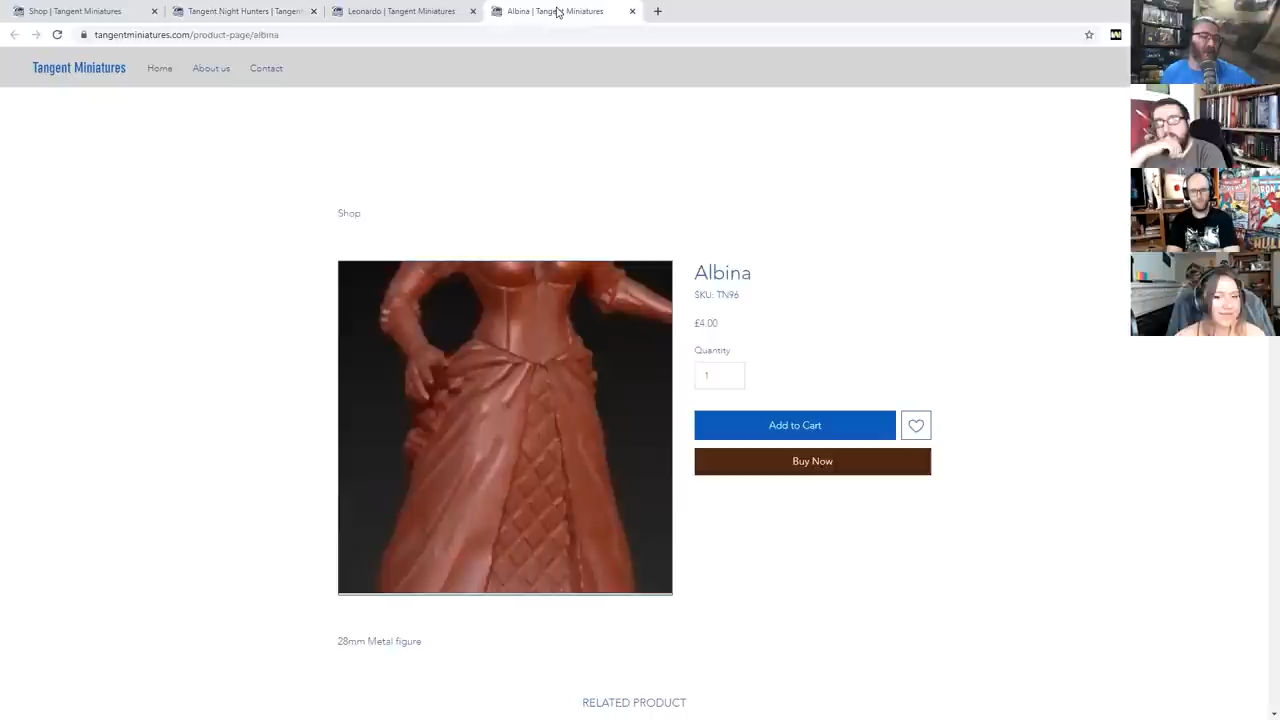 Shop | Tangent Miniatures
Tangent Night Hunters | Tangent
Leonardo | Tangent Miniatures
Albina | Tangent Miniatures
tangentminiatures.com/product-page/albina
Tangent Miniatures
Home
About us
Contact
Shop
Albina
SKU: TN96
£4.00
Quantity
1
Add to Cart
Buy Now
28mm Metal figure
RELATED PRODUCT